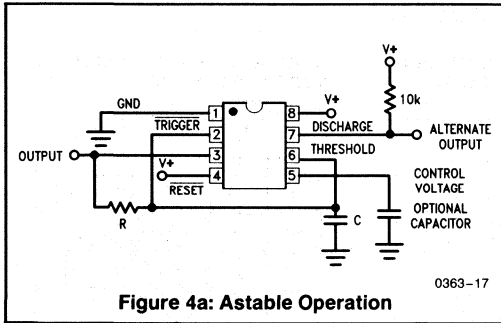 V+
10k
GND
1
8
V+
TRIGGER
2
7
DISCHARGE
ALTERNATE
OUTPUT
OUTPUT
3
6
THRESHOLD
V+
4
5
RESET
CONTROL
VOLTAGE
R
C
OPTIONAL
CAPACITOR
0363–17
Figure 4a: Astable Operation